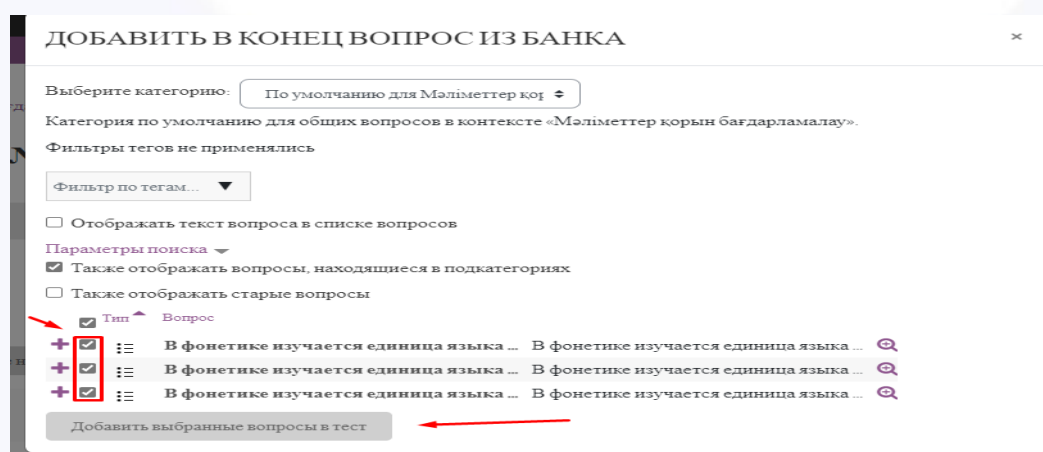 ДОБАВИТЬ В КОНЕЦ ВОПРОС ИЗ БАНКА ×
Выберите категорию: По умолчанию для Мәліметтер қор
Категория по умолчанию для общих вопросов в контексте «Мәліметтер қорын бағдарламалау».
Фильтры тегов не применялись
Фильтр по тегам... ▼
Отображать текст вопроса в списке вопросов
Параметры поиска
Также отображать вопросы, находящиеся в подкатегориях
Также отображать старые вопросы
Тип Вопрос
В фонетике изучается единица языка ... В фонетике изучается единица языка ...
В фонетике изучается единица языка ... В фонетике изучается единица языка ...
В фонетике изучается единица языка ... В фонетике изучается единица языка ...
Добавить выбранные вопросы в тест